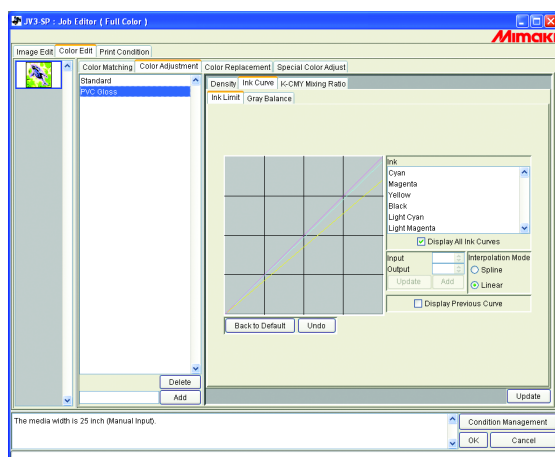 JV3-SP : Job Editor ( Full Color )
Mimaki
Image Edit Color Edit Print Condition
Color Matching Color Adjustment Color Replacement Special Color Adjust
Standard
PVC Gloss
Density Ink Curve K-CMY Mixing Ratio
Ink Limit Gray Balance
Ink
Cyan
Magenta
Yellow
Black
Light Cyan
Light Magenta
Display All Ink Curves
Input
Output
Update Add
Interpolation Mode
Spline
Linear
Display Previous Curve
Back to Default Undo
Delete
Add
Update
The media width is 25 inch (Manual Input).
Condition Management
OK Cancel